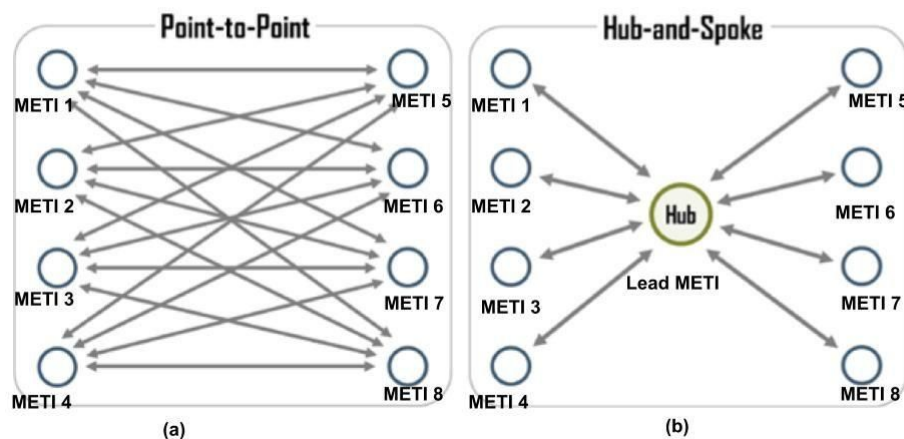 Point-to-Point
METI 1
METI 2
METI 3
METI 4
METI 5
METI 6
METI 7
METI 8
(a)
Hub-and-Spoke
METI 1
METI 2
METI 3
METI 4
Hub
Lead METI
METI 5
METI 6
METI 7
METI 8
(b)